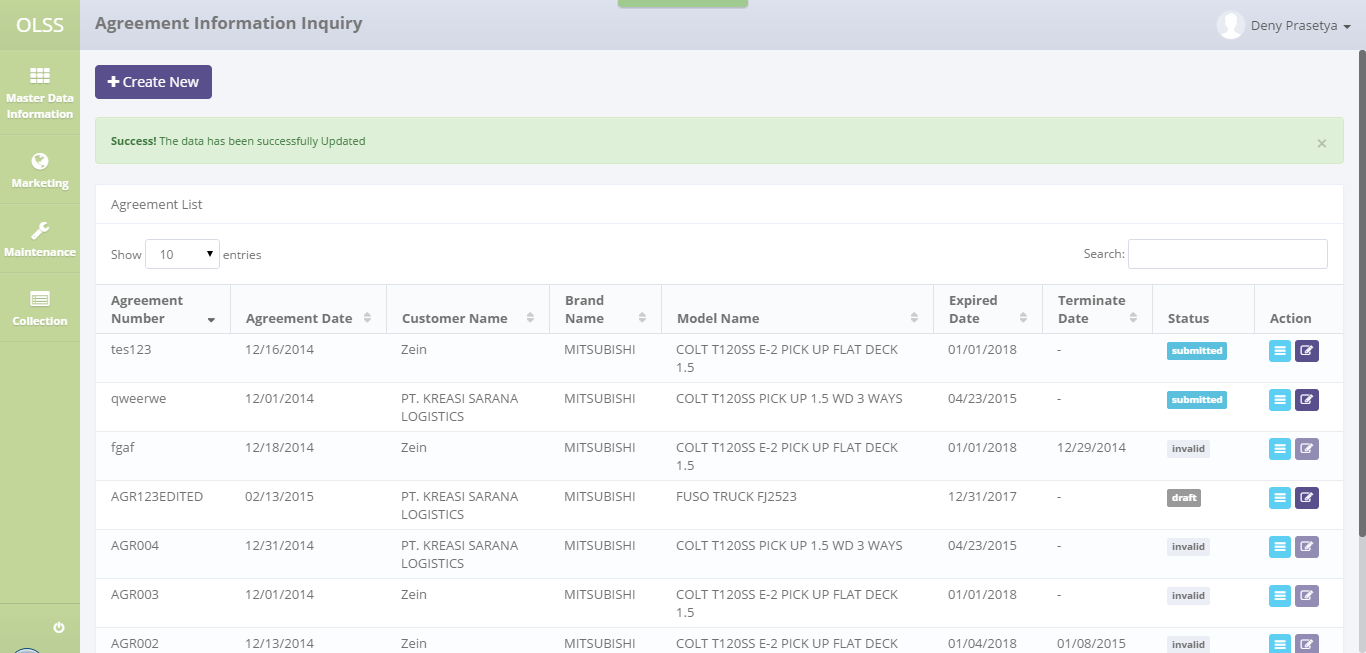 OLSS
Agreement Information Inquiry
Deny Prasetya
Master Data
Information
Marketing
Maintenance
Collection
Create New
Success! The data has been successfully Updated
×
Agreement List
Show 10 entries
Search:
Agreement Number
Agreement Date
Customer Name
Brand Name
Model Name
Expired Date
Terminate Date
Status
Action
tes123 12/16/2014 Zein MITSUBISHI COLT T120SS E-2 PICK UP FLAT DECK 01/01/2018 - submitted
1.5
qweerwe 12/01/2014 PT. KREASI SARANA MITSUBISHI COLT T120SS PICK UP 1.5 WD 3 WAYS 04/23/2015 - submitted
LOGISTICS
fgaf 12/18/2014 Zein MITSUBISHI COLT T120SS E-2 PICK UP FLAT DECK 01/01/2018 12/29/2014 invalid
1.5
AGR123EDITED 02/13/2015 PT. KREASI SARANA MITSUBISHI FUSO TRUCK FJ2523 12/31/2017 - draft
LOGISTICS
AGR004 12/31/2014 PT. KREASI SARANA MITSUBISHI COLT T120SS PICK UP 1.5 WD 3 WAYS 04/23/2015 - invalid
LOGISTICS
AGR003 12/01/2014 Zein MITSUBISHI COLT T120SS E-2 PICK UP FLAT DECK 01/01/2018 - invalid
1.5
AGR002 12/13/2014 Zein MITSUBISHI COLT T120SS E-2 PICK UP FLAT DECK 01/04/2018 01/08/2015 invalid